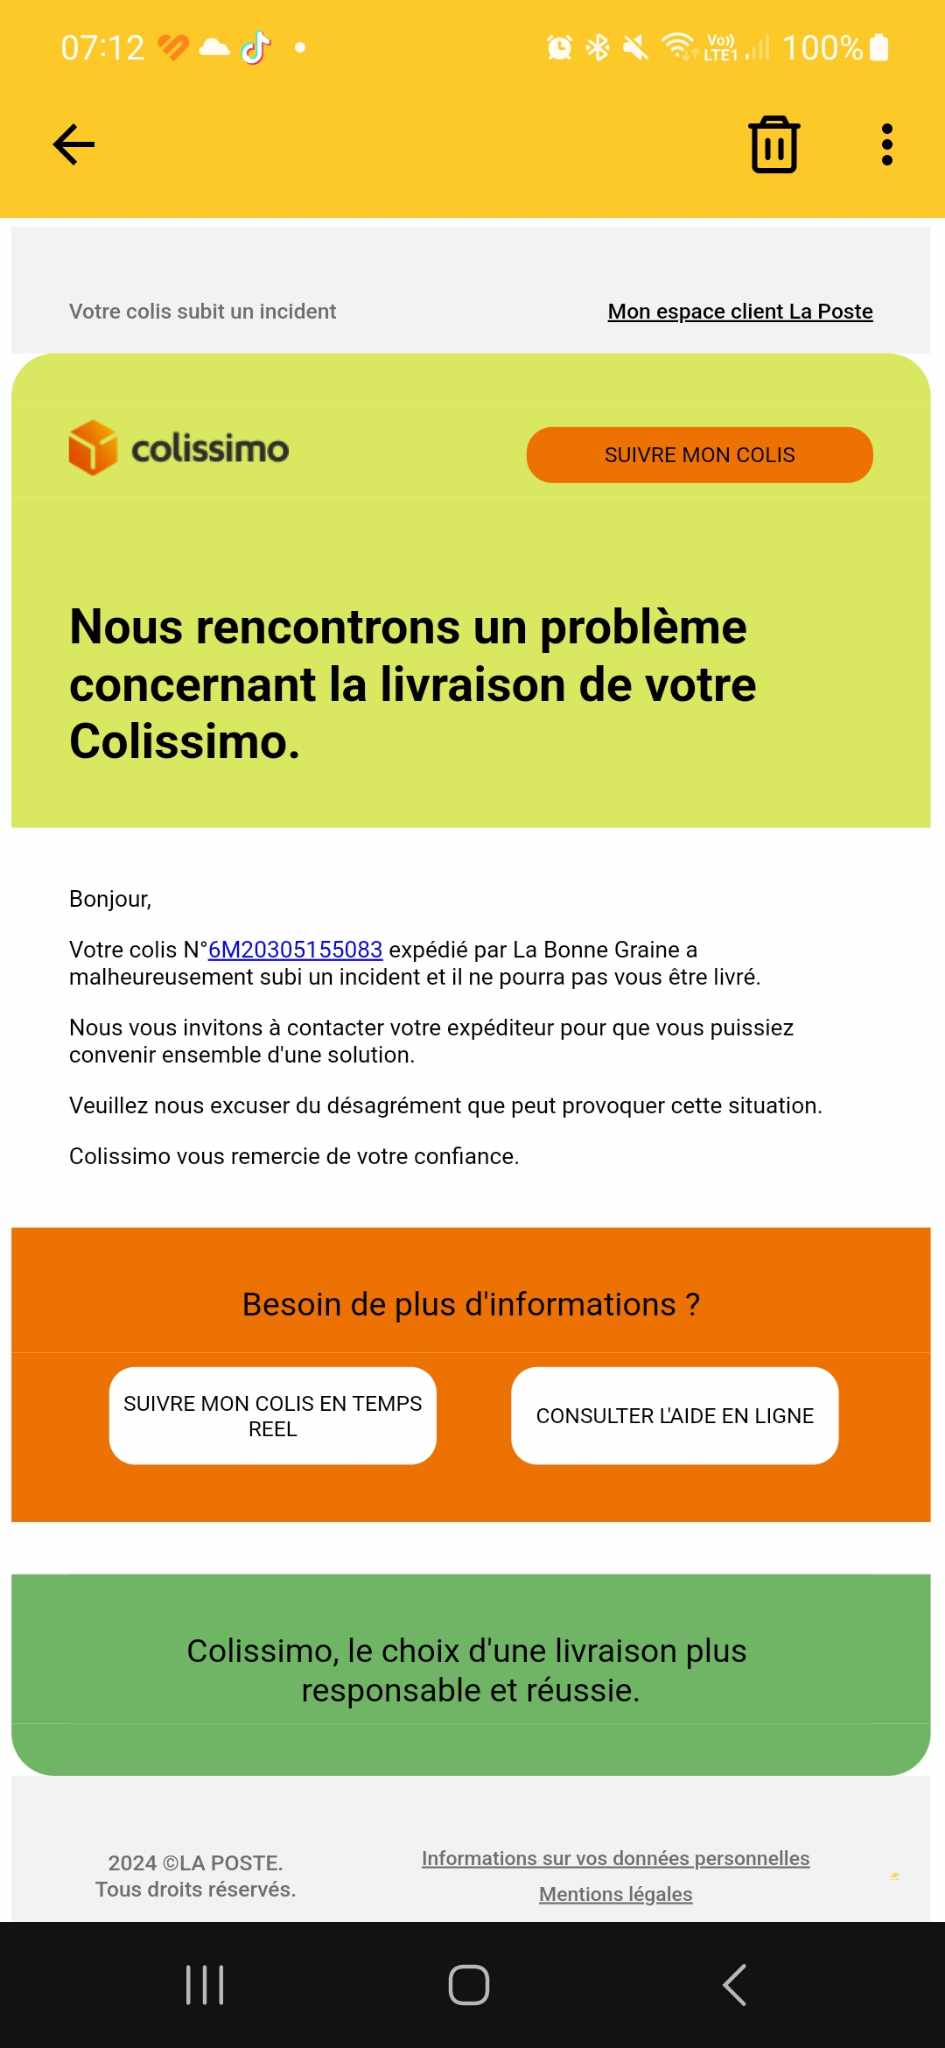 07:12
Vo))
LTE1
100%
Votre colis subit un incident
Mon espace client La Poste
colissimo
SUIVRE MON COLIS
Nous rencontrons un problème
concernant la livraison de votre
Colissimo.
Bonjour,
Votre colis N°6M20305155083 expédié par La Bonne Graine a
malheureusement subi un incident et il ne pourra pas vous être livré.
Nous vous invitons à contacter votre expéditeur pour que vous puissiez
convenir ensemble d'une solution.
Veuillez nous excuser du désagrément que peut provoquer cette situation.
Colissimo vous remercie de votre confiance.
Besoin de plus d'informations ?
SUIVRE MON COLIS EN TEMPS
REEL
CONSULTER L'AIDE EN LIGNE
Colissimo, le choix d'une livraison plus
responsable et réussie.
2024 ©LA POSTE.
Tous droits réservés.
Informations sur vos données personnelles
Mentions légales